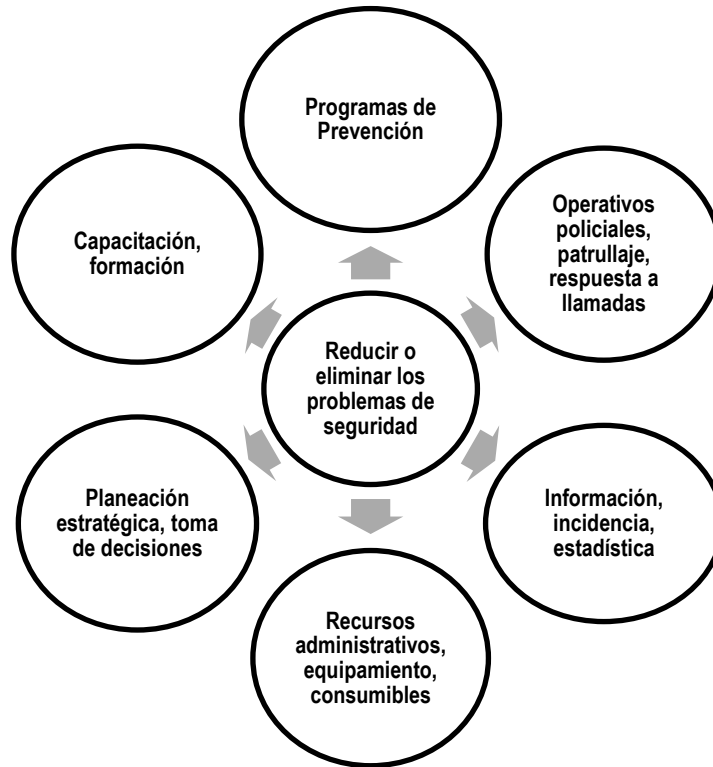 Programas de
Prevención
Capacitación,
formación
Operativos
policiales,
patrullaje,
respuesta a
llamadas
Reducir o
eliminar los
problemas de
seguridad
Planeación
estratégica, toma
de decisiones
Información,
incidencia,
estadística
Recursos
administrativos,
equipamiento,
consumibles